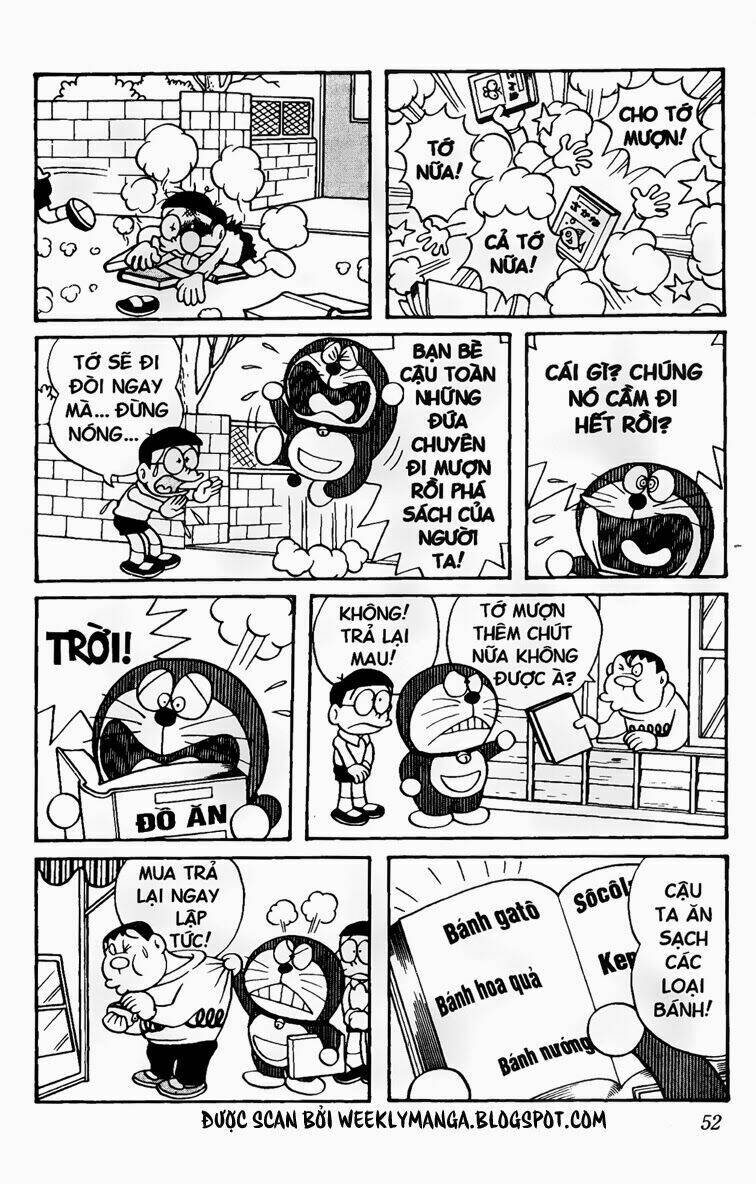 CHO TỚ
MƯỢN!
TỚ
NỮA!
CẢ TỚ
NỮA!
さかな
CÁI GÌ? CHÚNG
NÓ CẦM ĐI
HẾT RỒI?
BẠN BÈ
CẬU TOÀN
NHỮNG
ĐỨA
CHUYÊN
ĐI MƯỢN
RỒI PHÁ
SÁCH CỦA
NGƯỜI
TA!
TỚ SẼ ĐI
ĐÒI NGAY
MÀ... ĐỪNG
NÓNG...
TỚ MƯỢN
THÊM CHÚT
NỮA KHÔNG
ĐƯỢC À?
KHÔNG!
TRẢ LẠI
MAU!
TRỜI!
ĐÔ ĂN
CẬU
TA ĂN
SẠCH
CÁC
LOẠI
BÁNH!
Bánh gatô
Bánh hoa quả
Bánh nướng
Sôcôl
MUA TRẢ
LẠI NGAY
LẬP
TỨC!
ĐƯỢC SCAN BỞI WEEKLYMANGA.BLOGSPOT.COM
52